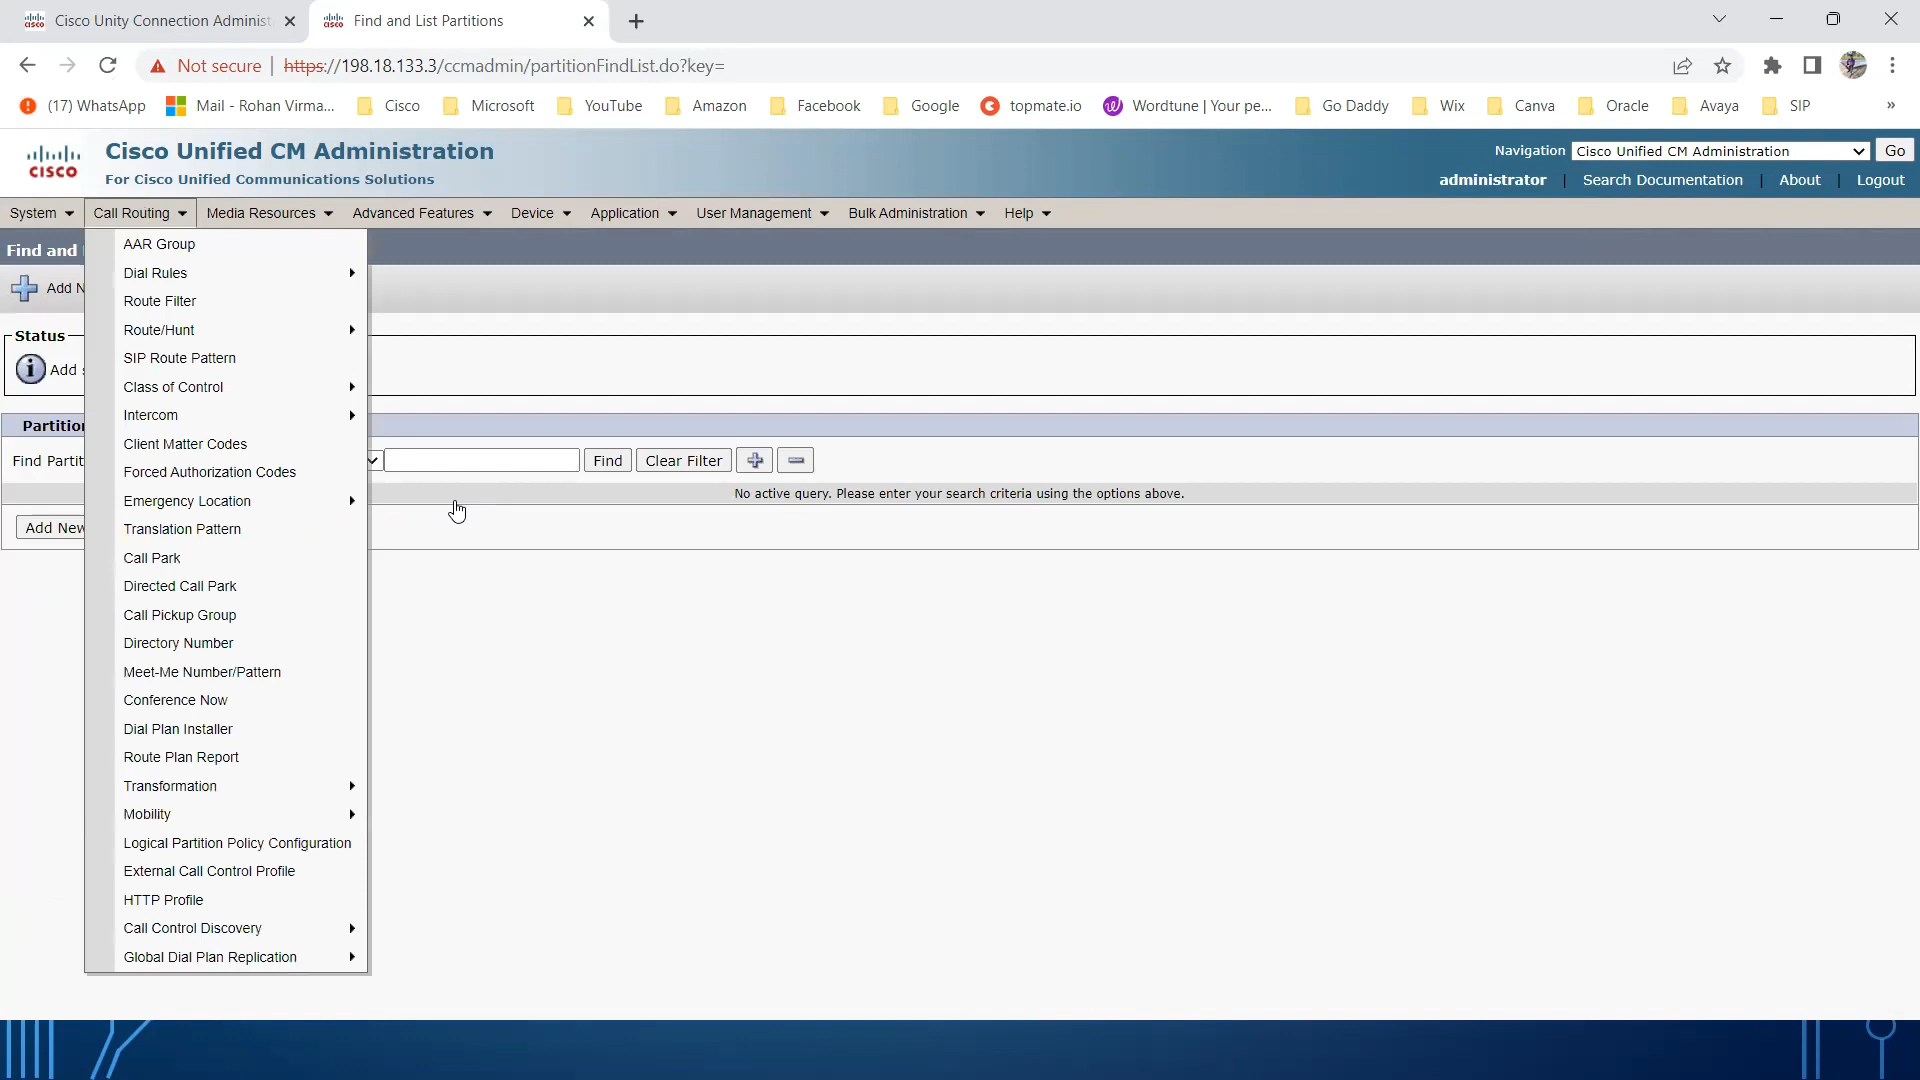 Cisco Unity Connection Administ
Find and List Partitions
Not secure | https://198.18.133.3/ccmadmin/partitionFindList.do?key=
(17) WhatsApp Mail - Rohan Virma... Cisco Microsoft YouTube Amazon Facebook Google topmate.io Wordtune | Your pe... Go Daddy Wix Canva Oracle Avaya SIP »
CISCO
Cisco Unified CM Administration
For Cisco Unified Communications Solutions
Navigation Cisco Unified CM Administration Go
administrator | Search Documentation | About | Logout
System Call Routing Media Resources Advanced Features Device Application User Management Bulk Administration Help
Find and
Add N
Status
Add
Partition
Find Partit
Find Clear Filter
No active query. Please enter your search criteria using the options above.
Add New
AAR Group
Dial Rules
Route Filter
Route/Hunt
SIP Route Pattern
Class of Control
Intercom
Client Matter Codes
Forced Authorization Codes
Emergency Location
Translation Pattern
Call Park
Directed Call Park
Call Pickup Group
Directory Number
Meet-Me Number/Pattern
Conference Now
Dial Plan Installer
Route Plan Report
Transformation
Mobility
Logical Partition Policy Configuration
External Call Control Profile
HTTP Profile
Call Control Discovery
Global Dial Plan Replication